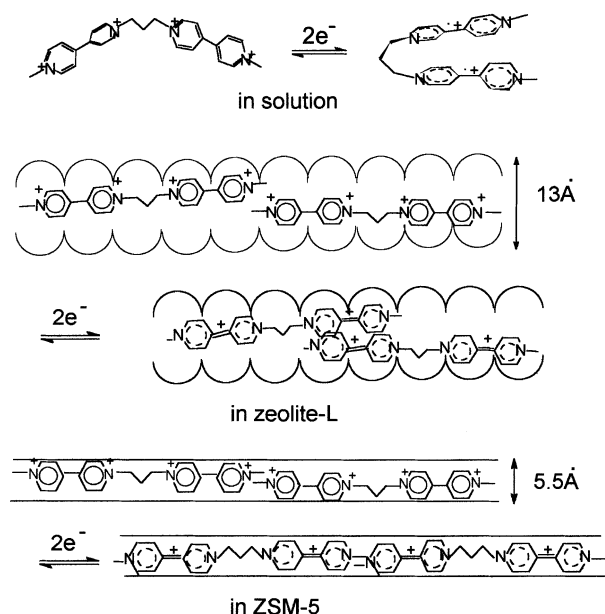 N+ N+ N+ N+
2e⁻
N · + N
N · + N
in solution
+N N+ +N N+
+N N+ +N N+
13Å
2e⁻
N + N N + N
N + N N + N
in zeolite-L
+N N+ +N N+ +N N+ +N N+
5.5Å
2e⁻
N + N N + N N + N N + N
in ZSM-5